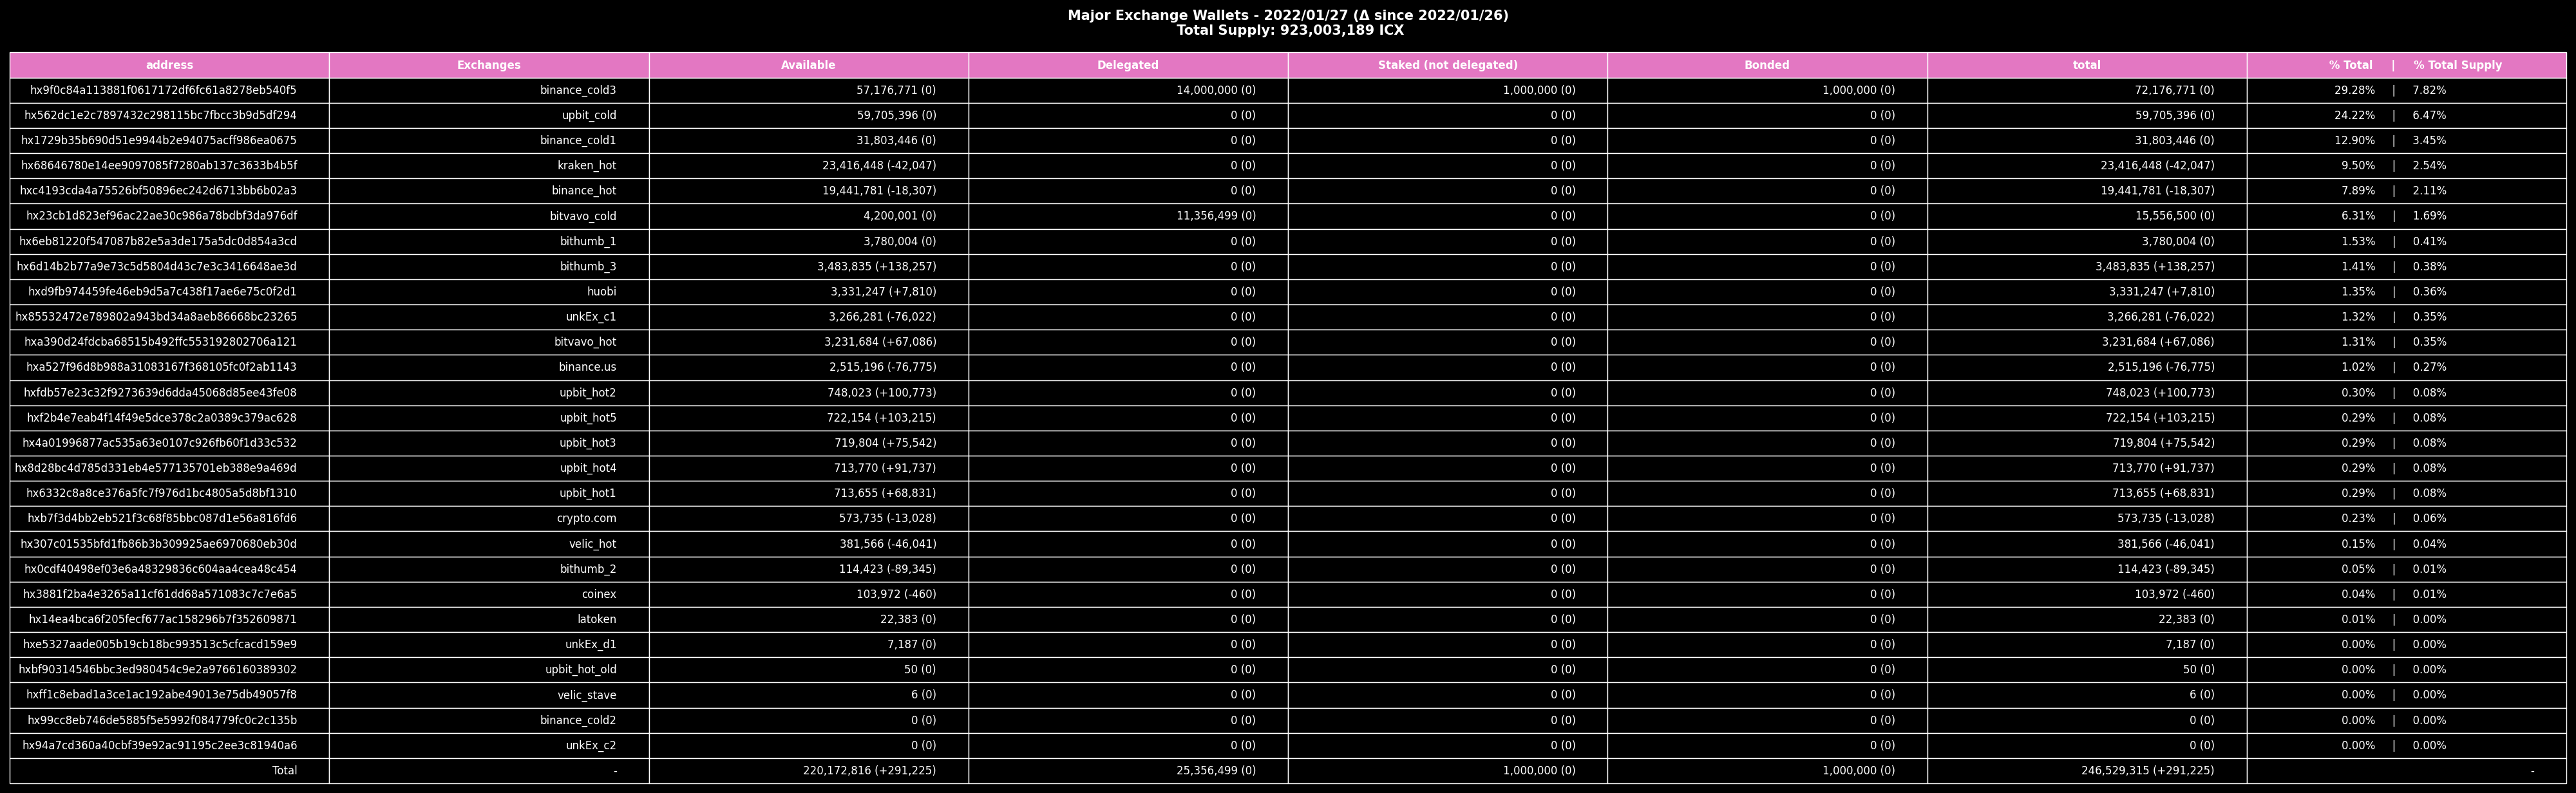 Major Exchange Wallets - 2022/01/27 (Δ since 2022/01/26)
Total Supply: 923,003,189 ICX
address Exchanges Available Delegated Staked (not delegated) Bonded total % Total | % Total Supply
hx9f0c84a113881f0617172df6fc61a8278eb540f5 binance_cold3 57,176,771 (0) 14,000,000 (0) 1,000,000 (0) 1,000,000 (0) 72,176,771 (0) 29.28% | 7.82%
hx562dc1e2c7897432c298115bc7fbcc3b9d5df294 upbit_cold 59,705,396 (0) 0 (0) 0 (0) 0 (0) 59,705,396 (0) 24.22% | 6.47%
hx1729b35b690d51e9944b2e94075acff986ea0675 binance_cold1 31,803,446 (0) 0 (0) 0 (0) 0 (0) 31,803,446 (0) 12.90% | 3.45%
hx68646780e14ee9097085f7280ab137c3633b4b5f kraken_hot 23,416,448 (-42,047) 0 (0) 0 (0) 0 (0) 23,416,448 (-42,047) 9.50% | 2.54%
hxc4193cda4a75526bf50896ec242d6713bb6b02a3 binance_hot 19,441,781 (-18,307) 0 (0) 0 (0) 0 (0) 19,441,781 (-18,307) 7.89% | 2.11%
hx23cb1d823ef96ac22ae30c986a78bdbf3da976df bitvavo_cold 4,200,001 (0) 11,356,499 (0) 0 (0) 0 (0) 15,556,500 (0) 6.31% | 1.69%
hx6eb81220f547087b82e5a3de175a5dc0d854a3cd bithumb_1 3,780,004 (0) 0 (0) 0 (0) 0 (0) 3,780,004 (0) 1.53% | 0.41%
hx6d14b2b77a9e73c5d5804d43c7e3c3416648ae3d bithumb_3 3,483,835 (+138,257) 0 (0) 0 (0) 0 (0) 3,483,835 (+138,257) 1.41% | 0.38%
hxd9fb974459fe46eb9d5a7c438f17ae6e75c0f2d1 huobi 3,331,247 (+7,810) 0 (0) 0 (0) 0 (0) 3,331,247 (+7,810) 1.35% | 0.36%
hx85532472e789802a943bd34a8aeb86668bc23265 unkEx_c1 3,266,281 (-76,022) 0 (0) 0 (0) 0 (0) 3,266,281 (-76,022) 1.32% | 0.35%
hxa390d24fdcba68515b492ffc553192802706a121 bitvavo_hot 3,231,684 (+67,086) 0 (0) 0 (0) 0 (0) 3,231,684 (+67,086) 1.31% | 0.35%
hxa527f96d8b988a31083167f368105fc0f2ab1143 binance.us 2,515,196 (-76,775) 0 (0) 0 (0) 0 (0) 2,515,196 (-76,775) 1.02% | 0.27%
hxfdb57e23c32f9273639d6dda45068d85ee43fe08 upbit_hot2 748,023 (+100,773) 0 (0) 0 (0) 0 (0) 748,023 (+100,773) 0.30% | 0.08%
hxf2b4e7eab4f14f49e5dce378c2a0389c379ac628 upbit_hot5 722,154 (+103,215) 0 (0) 0 (0) 0 (0) 722,154 (+103,215) 0.29% | 0.08%
hx4a01996877ac535a63e0107c926fb60f1d33c532 upbit_hot3 719,804 (+75,542) 0 (0) 0 (0) 0 (0) 719,804 (+75,542) 0.29% | 0.08%
hx8d28bc4d785d331eb4e577135701eb388e9a469d upbit_hot4 713,770 (+91,737) 0 (0) 0 (0) 0 (0) 713,770 (+91,737) 0.29% | 0.08%
hx6332c8a8ce376a5fc7f976d1bc4805a5d8bf1310 upbit_hot1 713,655 (+68,831) 0 (0) 0 (0) 0 (0) 713,655 (+68,831) 0.29% | 0.08%
hxb7f3d4bb2eb521f3c68f85bbc087d1e56a816fd6 crypto.com 573,735 (-13,028) 0 (0) 0 (0) 0 (0) 573,735 (-13,028) 0.23% | 0.06%
hx307c01535bfd1fb86b3b309925ae6970680eb30d velic_hot 381,566 (-46,041) 0 (0) 0 (0) 0 (0) 381,566 (-46,041) 0.15% | 0.04%
hx0cdf40498ef03e6a48329836c604aa4cea48c454 bithumb_2 114,423 (-89,345) 0 (0) 0 (0) 0 (0) 114,423 (-89,345) 0.05% | 0.01%
hx3881f2ba4e3265a11cf61dd68a571083c7c7e6a5 coinex 103,972 (-460) 0 (0) 0 (0) 0 (0) 103,972 (-460) 0.04% | 0.01%
hx14ea4bca6f205fecf677ac158296b7f352609871 latoken 22,383 (0) 0 (0) 0 (0) 0 (0) 22,383 (0) 0.01% | 0.00%
hxe5327aade005b19cb18bc993513c5cfcacd159e9 unkEx_d1 7,187 (0) 0 (0) 0 (0) 0 (0) 7,187 (0) 0.00% | 0.00%
hxbf90314546bbc3ed980454c9e2a9766160389302 upbit_hot_old 50 (0) 0 (0) 0 (0) 0 (0) 50 (0) 0.00% | 0.00%
hxff1c8ebad1a3ce1ac192abe49013e75db49057f8 velic_stave 6 (0) 0 (0) 0 (0) 0 (0) 6 (0) 0.00% | 0.00%
hx99cc8eb746de5885f5e5992f084779fc0c2c135b binance_cold2 0 (0) 0 (0) 0 (0) 0 (0) 0 (0) 0.00% | 0.00%
hx94a7cd360a40cbf39e92ac91195c2ee3c81940a6 unkEx_c2 0 (0) 0 (0) 0 (0) 0 (0) 0 (0) 0.00% | 0.00%
Total - 220,172,816 (+291,225) 25,356,499 (0) 1,000,000 (0) 1,000,000 (0) 246,529,315 (+291,225) -